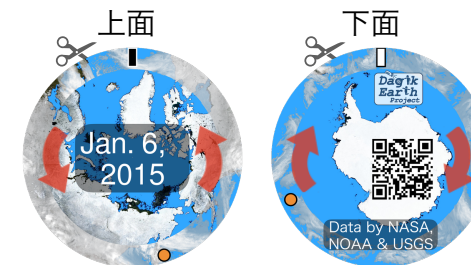 上面
下面
Jan. 6,
2015
Dagik
Earth
Project
Data by NASA,
NOAA & USGS